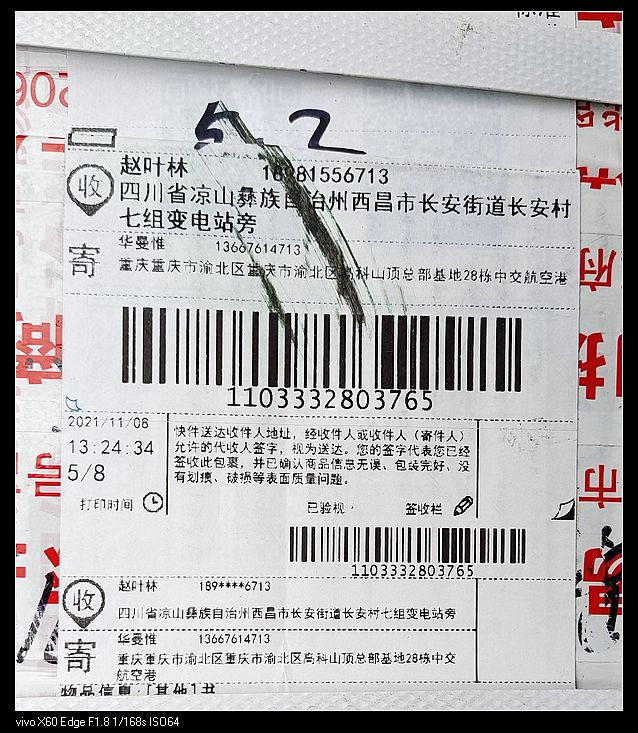 5.2
收
赵叶林 18981556713
四川省凉山彝族自治州西昌市长安街道长安村
七组变电站旁
寄
华曼惟 13667614713
重庆重庆市渝北区重庆市渝北区高科山顶总部基地28栋中交航空港
1103332803765
2021/11/06
13:24:34
5/8
打印时间
快件送达收件人地址,经收件人或收件人(寄件人)
允许的代收人签字,视为送达。您的签字代表您已经
签收此包裹,并已确认商品信息无误、包装完好、没
有划痕、破损等表面质量问题。
已验视, 签收栏
1103332803765
收
赵叶林 189****6713
四川省凉山彝族自治州西昌市长安街道长安村七组变电站旁
寄
华曼惟 13667614713
重庆重庆市渝北区重庆市渝北区高科山顶总部基地28栋中交
航空港
物品信息:[其他]书
府
市
vivo X60 Edge F1.8 1/168s ISO64